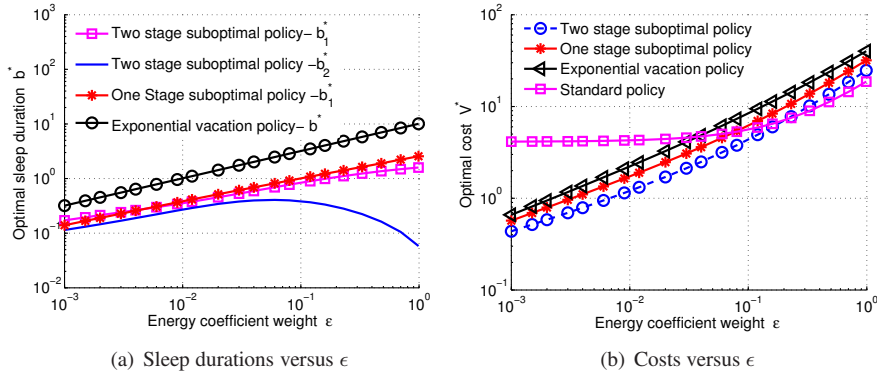 10^3
10^2
10^1
10^0
10^-1
10^-2
Optimal sleep duration b^*
Two stage suboptimal policy– b_1^*
Two stage suboptimal policy –b_2^*
One Stage suboptimal policy –b_1^*
Exponential vacation policy– b^*
10^-3
10^-2
10^-1
10^0
Energy coefficient weight ε
(a) Sleep durations versus ϵ
10^2
10^1
10^0
10^-1
Optimal cost V^*
Two stage suboptimal policy
One stage suboptimal policy
Exponential vacation policy
Standard policy
10^-3
10^-2
10^-1
10^0
Energy coefficient weight ε
(b) Costs versus ϵ